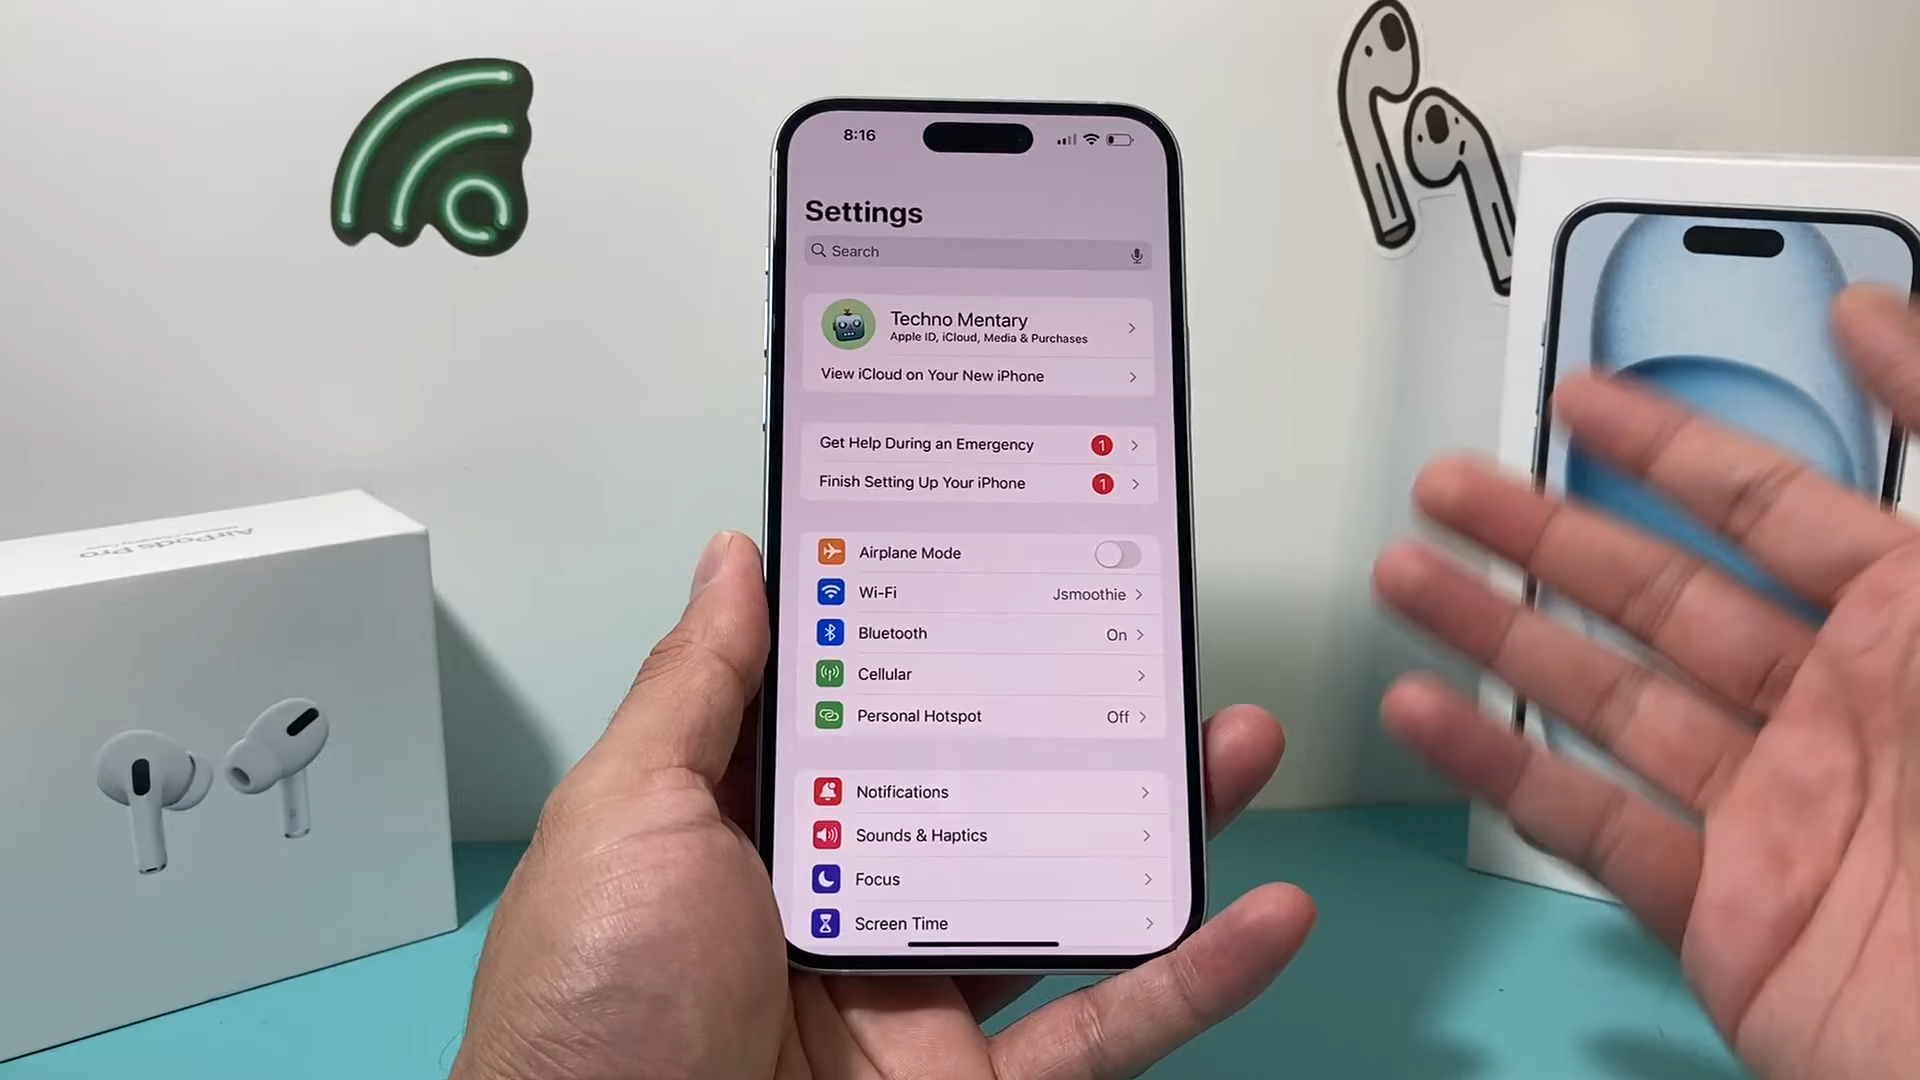 8:16
Settings
Search
Techno Mentary
Apple ID, iCloud, Media & Purchases
View iCloud on Your New iPhone
Get Help During an Emergency 1
Finish Setting Up Your iPhone 1
Airplane Mode
Wi-Fi Jsmoothie
Bluetooth On
Cellular
Personal Hotspot Off
Notifications
Sounds & Haptics
Focus
Screen Time
AirPods Pro